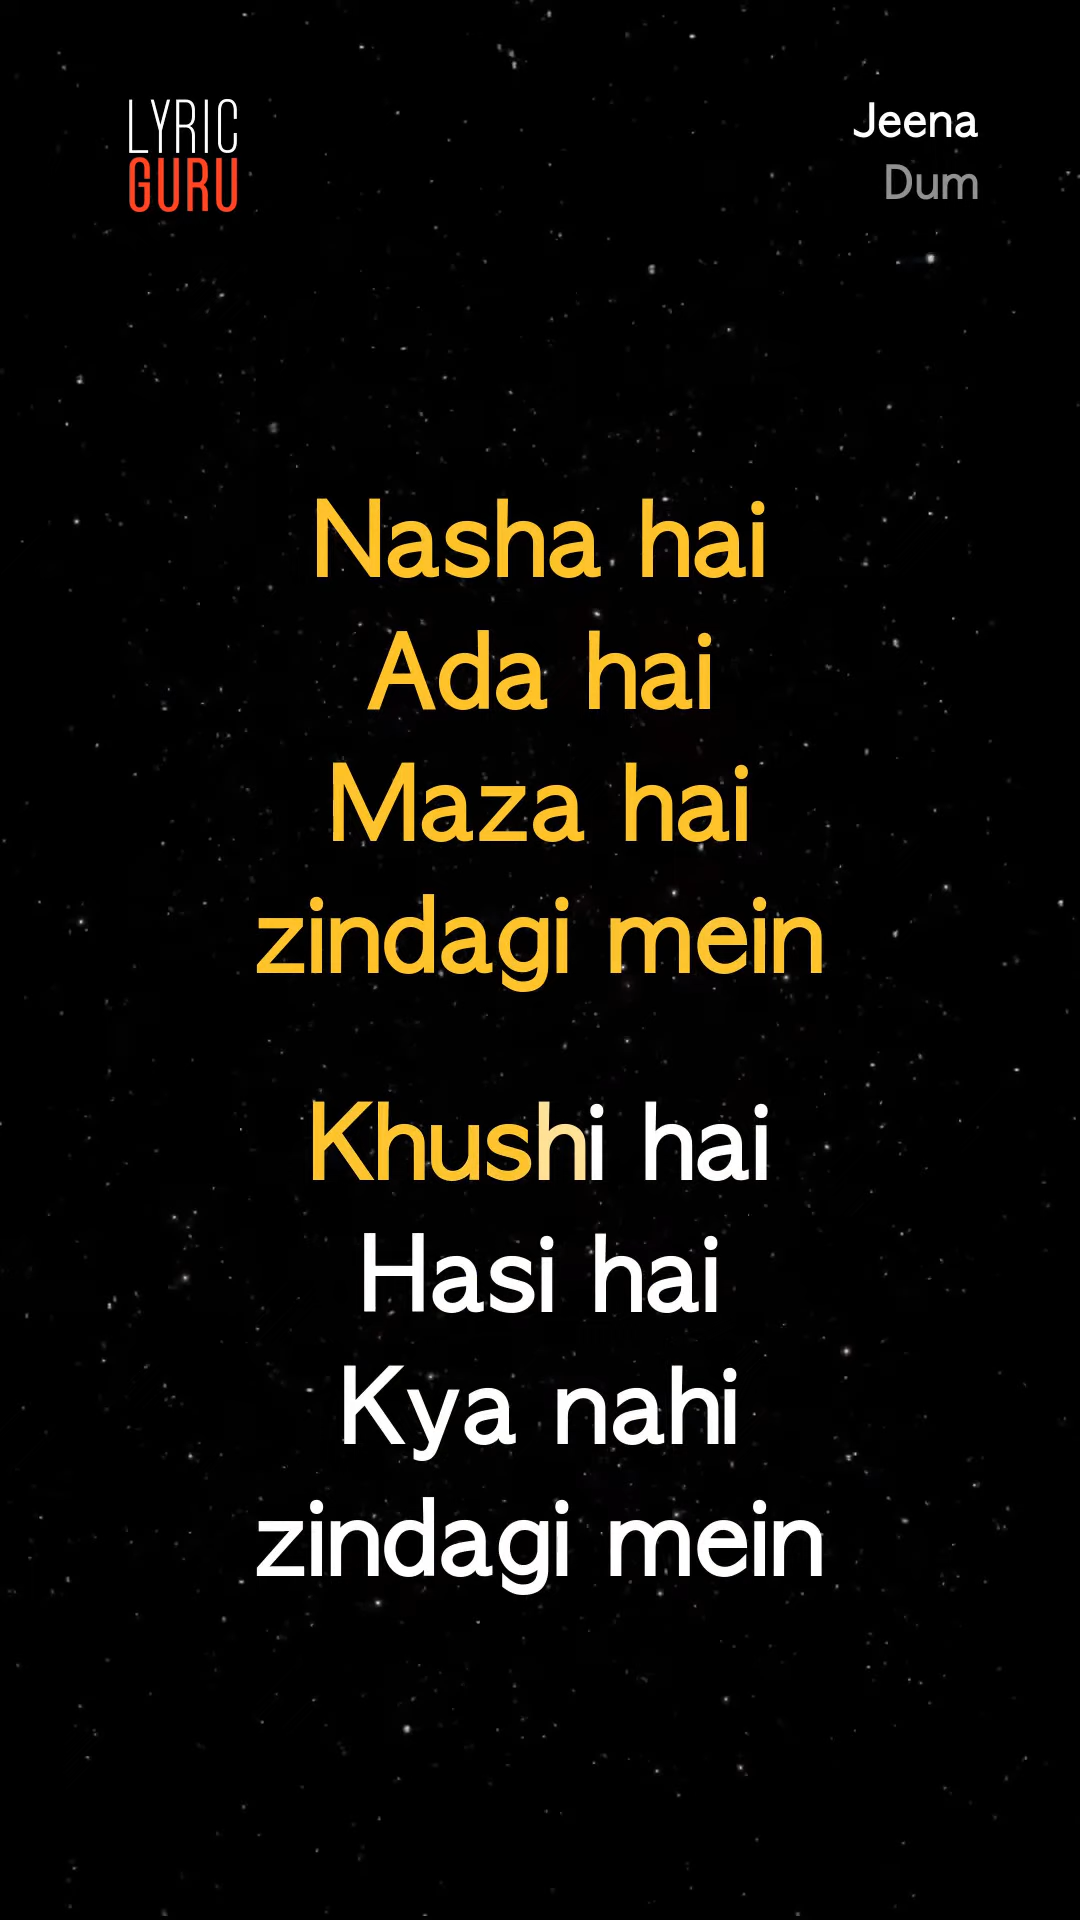 LYRIC
GURU
Jeena
Dum
Nasha hai
Ada hai
Maza hai
zindagi mein
Khushi hai
Hasi hai
Kya nahi
zindagi mein